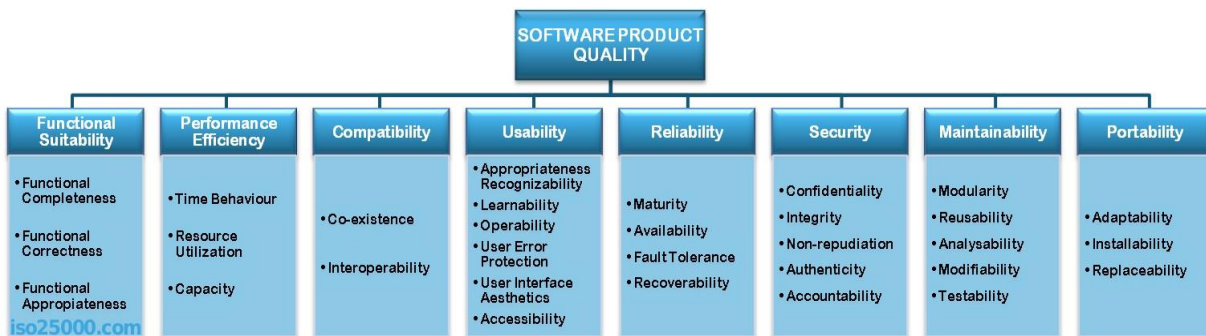 SOFTWARE PRODUCT
QUALITY
Functional
Suitability
•Functional
Completeness
•Functional
Correctness
•Functional
Appropiateness
Performance
Efficiency
•Time Behaviour
•Resource
Utilization
•Capacity
Compatibility
•Co-existence
•Interoperability
Usability
•Appropriateness
Recognizability
•Learnability
•Operability
•User Error
Protection
•User Interface
Aesthetics
•Accessibility
Reliability
•Maturity
•Availability
•Fault Tolerance
•Recoverability
Security
•Confidentiality
•Integrity
•Non-repudiation
•Authenticity
•Accountability
Maintainability
•Modularity
•Reusability
•Analysability
•Modifiability
•Testability
Portability
•Adaptability
•Installability
•Replaceability
iso25000.com